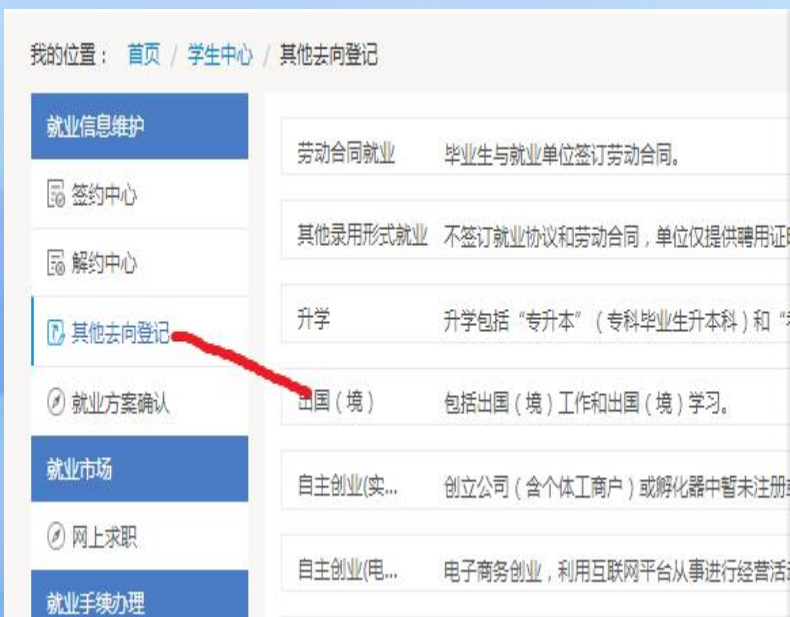 我的位置： 首页 / 学生中心 / 其他去向登记
就业信息维护
签约中心
解约中心
其他去向登记
就业方案确认
就业市场
网上求职
就业手续办理
劳动合同就业 毕业生与就业单位签订劳动合同。
其他录用形式就业 不签订就业协议和劳动合同，单位仅提供聘用证
升学 升学包括“专升本”（专科毕业生升本科）和“
出国（境） 包括出国（境）工作和出国（境）学习。
自主创业(实... 创立公司（含个体工商户）或孵化器中暂未注册
自主创业(电... 电子商务创业，利用互联网平台从事进行经营活